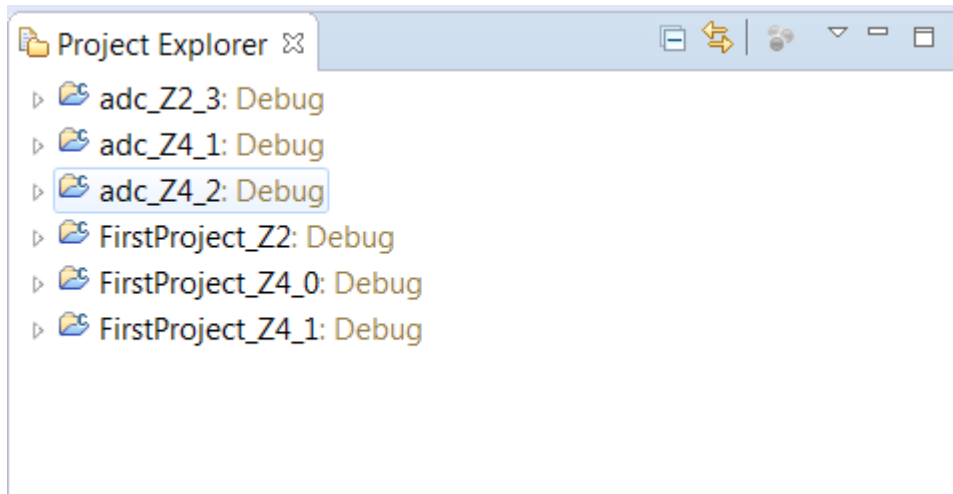 Project Explorer
adc_Z2_3: Debug
adc_Z4_1: Debug
adc_Z4_2: Debug
FirstProject_Z2: Debug
FirstProject_Z4_0: Debug
FirstProject_Z4_1: Debug